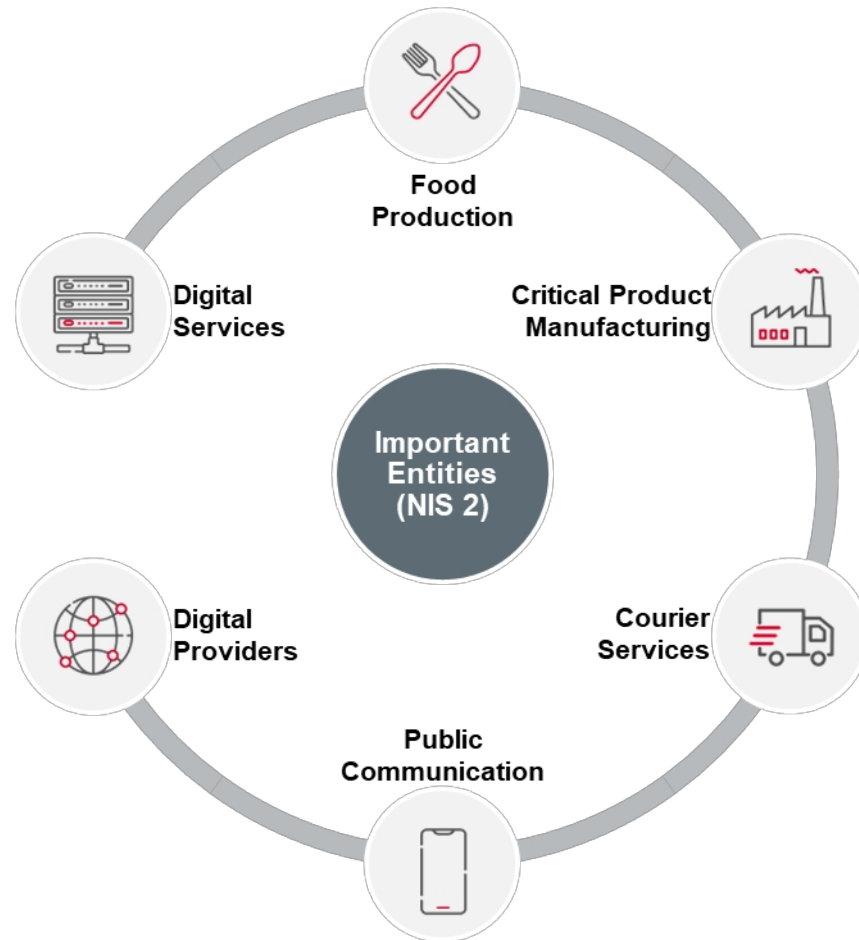 Food
Production
Digital
Services
Critical Product
Manufacturing
Important
Entities
(NIS 2)
Digital
Providers
Courier
Services
Public
Communication